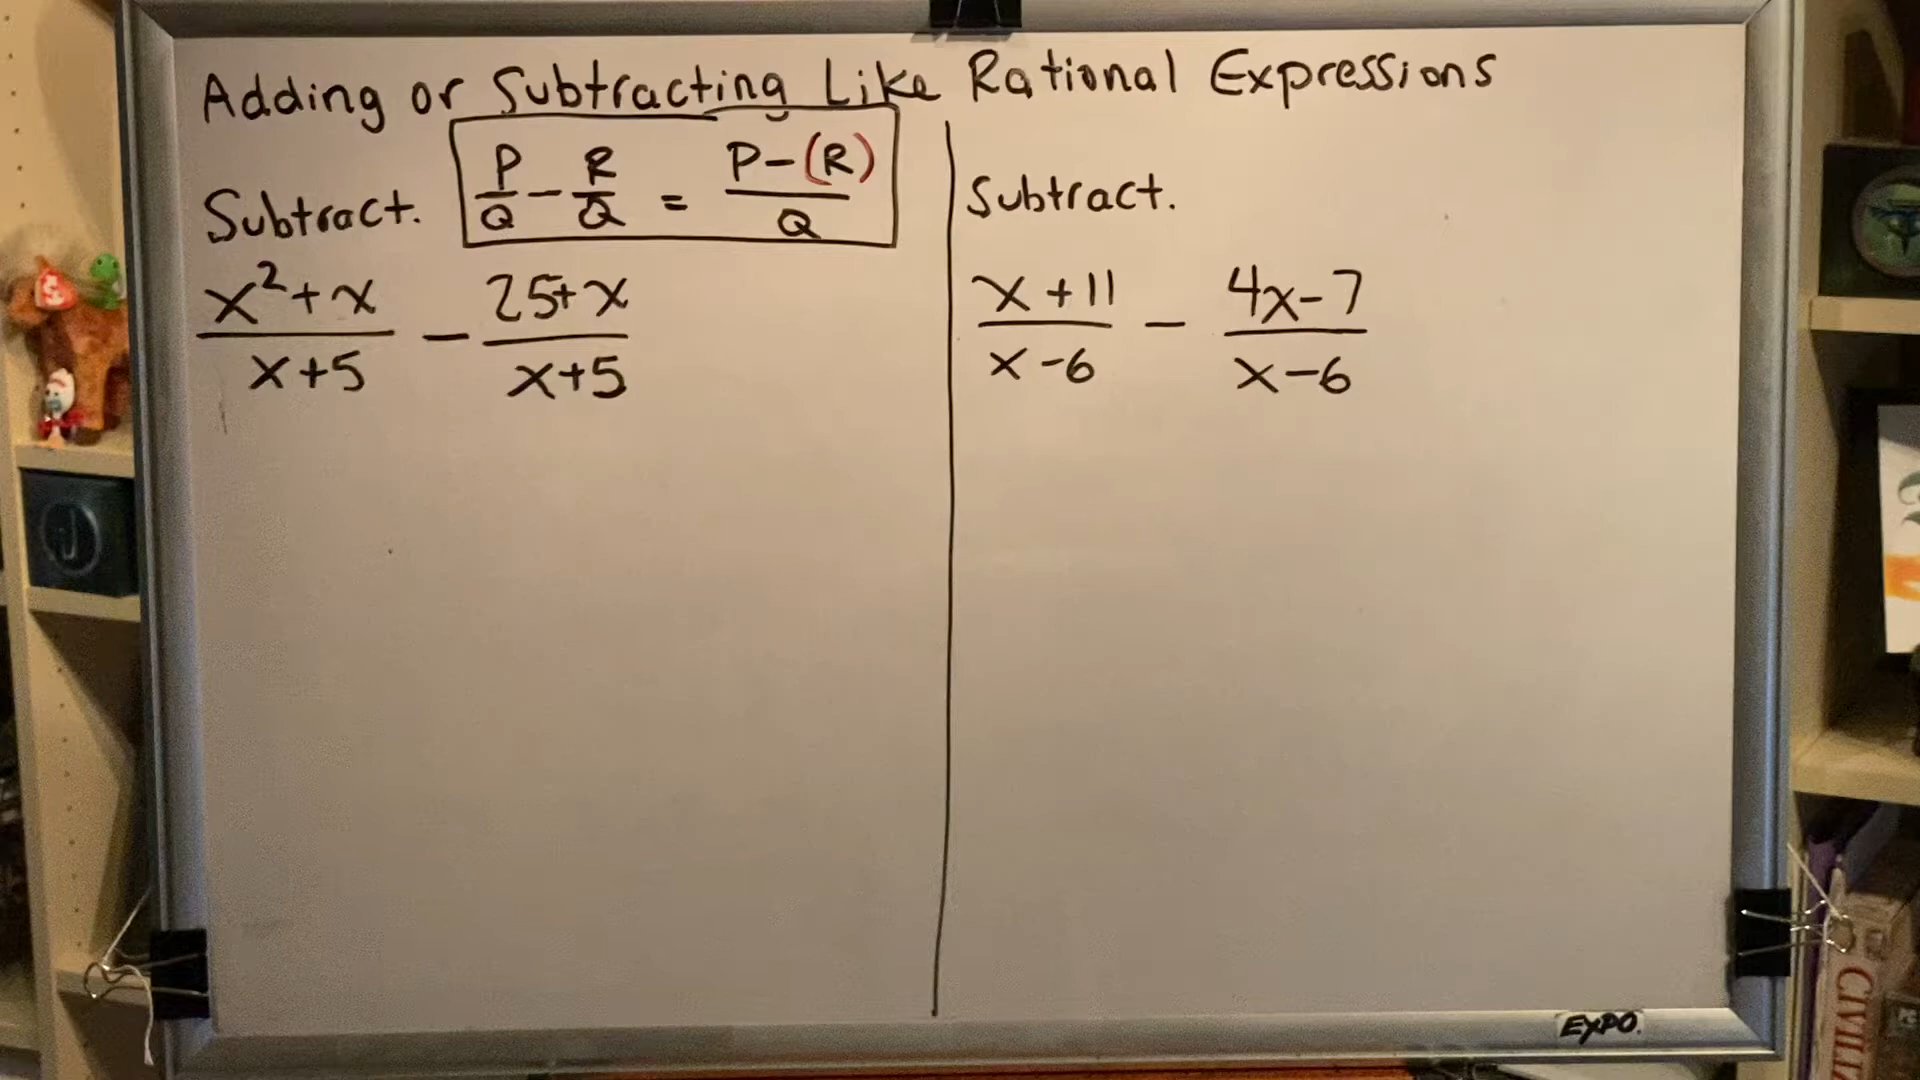 Adding or Subtracting Like Rational Expressions
Subtract. P/Q - R/Q = P-(R)/Q
x²+x/x+5 - 25+x/x+5
Subtract.
x+11/x-6 - 4x-7/x-6
EXPO